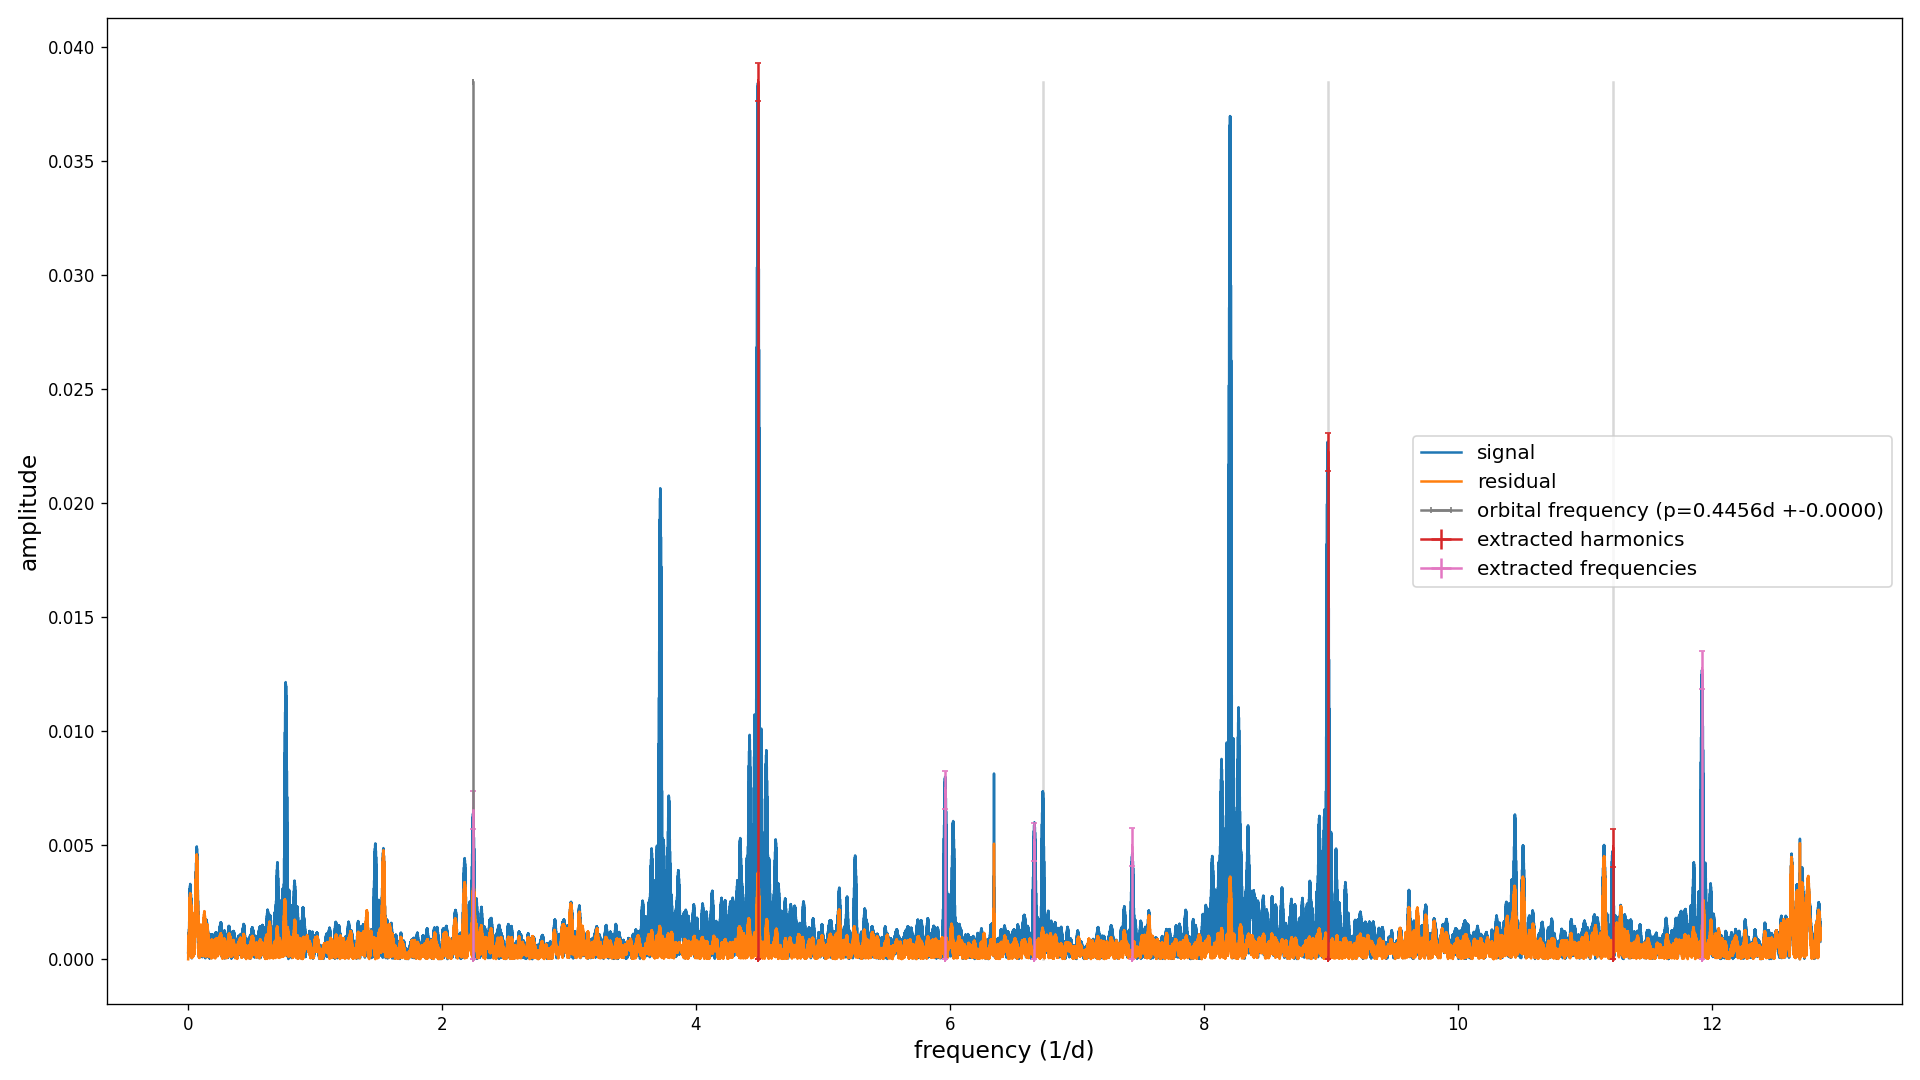 0.040
0.035
0.030
0.025
0.020
0.015
0.010
0.005
0.000
amplitude
signal
residual
orbital frequency (p=0.4456d +-0.0000)
extracted harmonics
extracted frequencies
0 2 4 6 8 10 12
frequency (1/d)